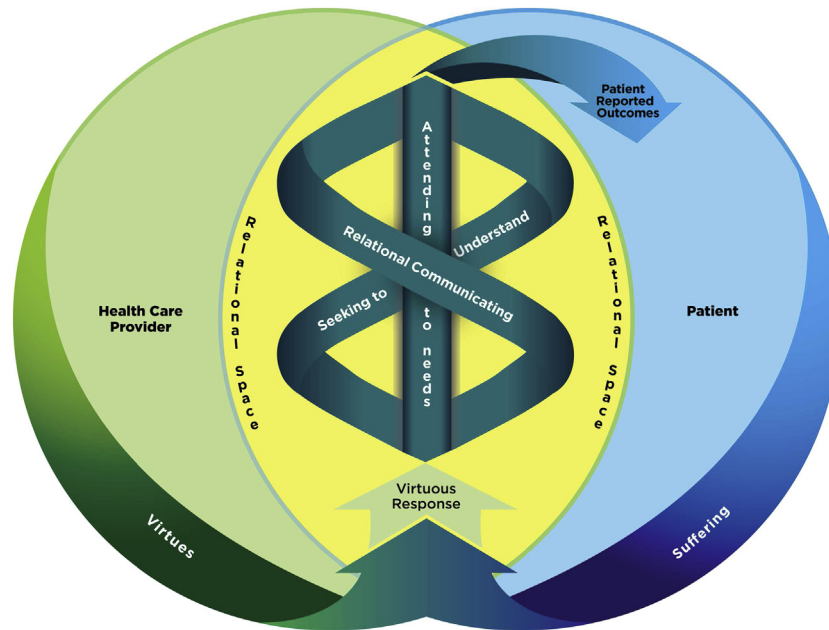 Patient
Reported
Outcomes
Attending to needs
Relational Communicating
Seeking to Understand
Relational Space
Relational Space
Health Care
Provider
Patient
Virtuous
Response
Virtues
Suffering